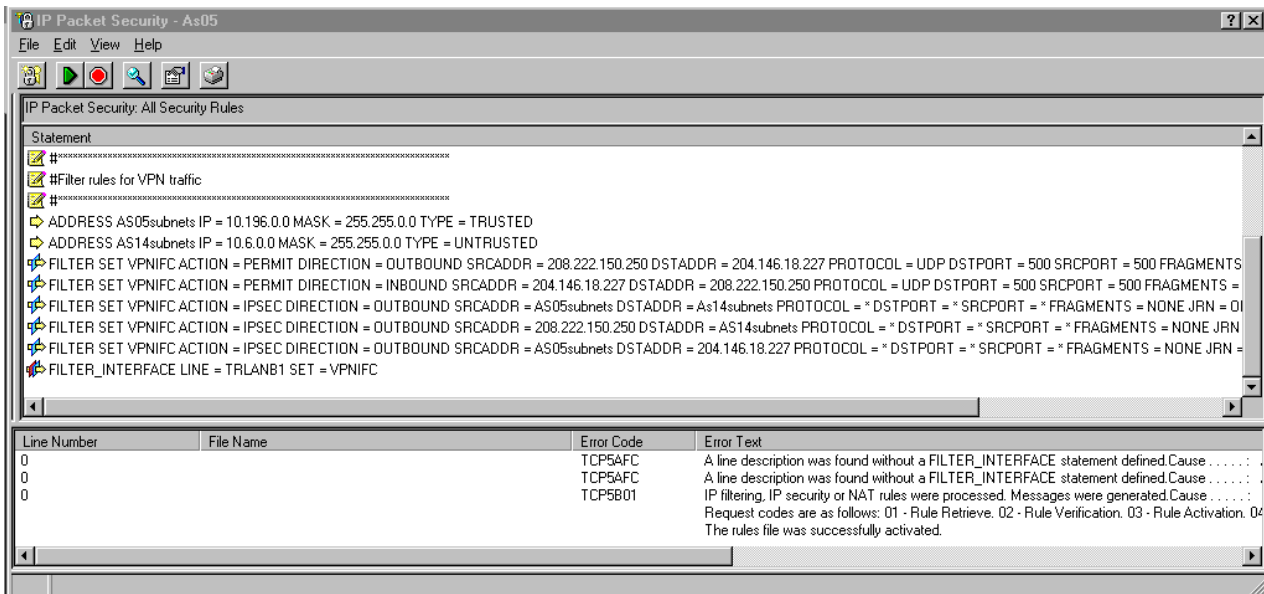 IP Packet Security - As05
File Edit View Help
IP Packet Security: All Security Rules
Statement
#******************************************************************************
#Filter rules for VPN traffic
#******************************************************************************
ADDRESS AS05subnets IP = 10.196.0.0 MASK = 255.255.0.0 TYPE = TRUSTED
ADDRESS AS14subnets IP = 10.6.0.0 MASK = 255.255.0.0 TYPE = UNTRUSTED
FILTER SET VPNIFC ACTION = PERMIT DIRECTION = OUTBOUND SRCADDR = 208.222.150.250 DSTADDR = 204.146.18.227 PROTOCOL = UDP DSTPORT = 500 SRCPORT = 500 FRAGMENTS
FILTER SET VPNIFC ACTION = PERMIT DIRECTION = INBOUND SRCADDR = 204.146.18.227 DSTADDR = 208.222.150.250 PROTOCOL = UDP DSTPORT = 500 SRCPORT = 500 FRAGMENTS =
FILTER SET VPNIFC ACTION = IPSEC DIRECTION = OUTBOUND SRCADDR = AS05subnets DSTADDR = As14subnets PROTOCOL = * DSTPORT = * SRCPORT = * FRAGMENTS = NONE JRN =
FILTER SET VPNIFC ACTION = IPSEC DIRECTION = OUTBOUND SRCADDR = 208.222.150.250 DSTADDR = AS14subnets PROTOCOL = * DSTPORT = * SRCPORT = * FRAGMENTS = NONE JRN
FILTER SET VPNIFC ACTION = IPSEC DIRECTION = OUTBOUND SRCADDR = AS05subnets DSTADDR = 204.146.18.227 PROTOCOL = * DSTPORT = * SRCPORT = * FRAGMENTS = NONE JRN =
FILTER_INTERFACE LINE = TRLANB1 SET = VPNIFC
Line Number File Name Error Code Error Text
0 TCP5AFC A line description was found without a FILTER_INTERFACE statement defined.Cause . . . . . :
0 TCP5AFC A line description was found without a FILTER_INTERFACE statement defined.Cause . . . . . :
0 TCP5B01 IP filtering, IP security or NAT rules were processed. Messages were generated.Cause . . . . . :
Request codes are as follows: 01 - Rule Retrieve. 02 - Rule Verification. 03 - Rule Activation. 04
The rules file was successfully activated.